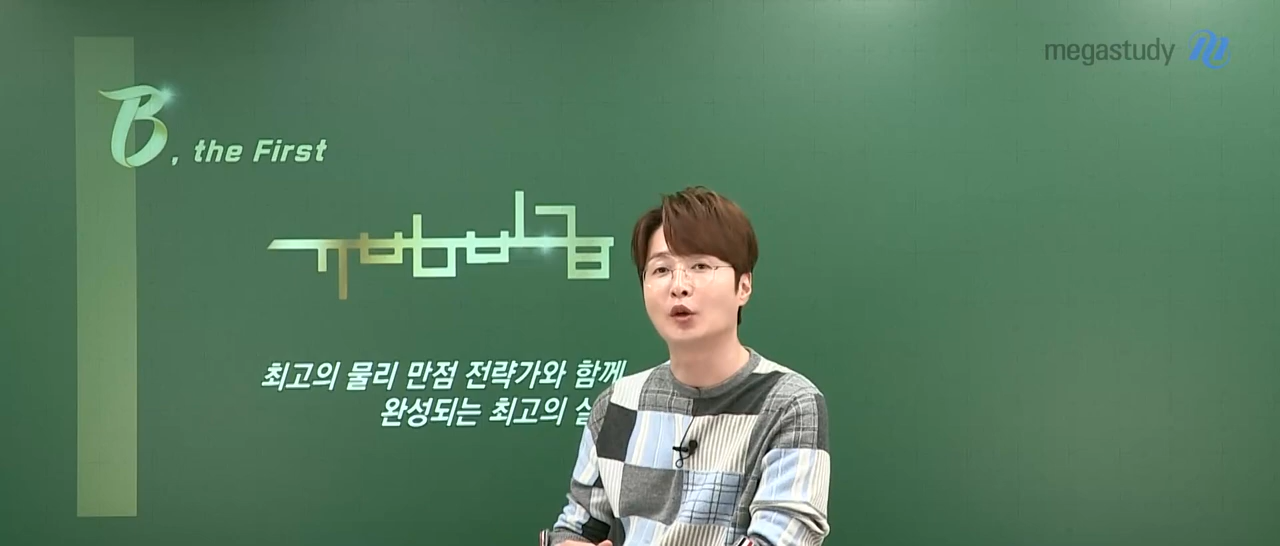 megastudy
B, the First
최고의 물리 만점 전략가와 함께
완성되는 최고의